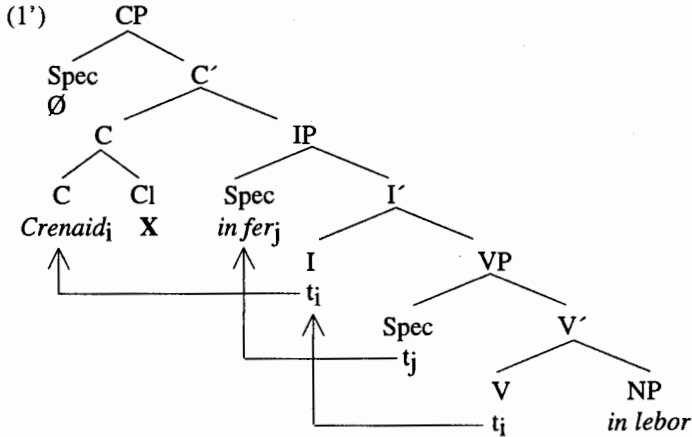 (1’) CP
Spec C´
Ø
C IP
C Cl Spec I´
Crenaidi X in ferj
I VP
ti
Spec V´
tj
V NP
ti in lebor